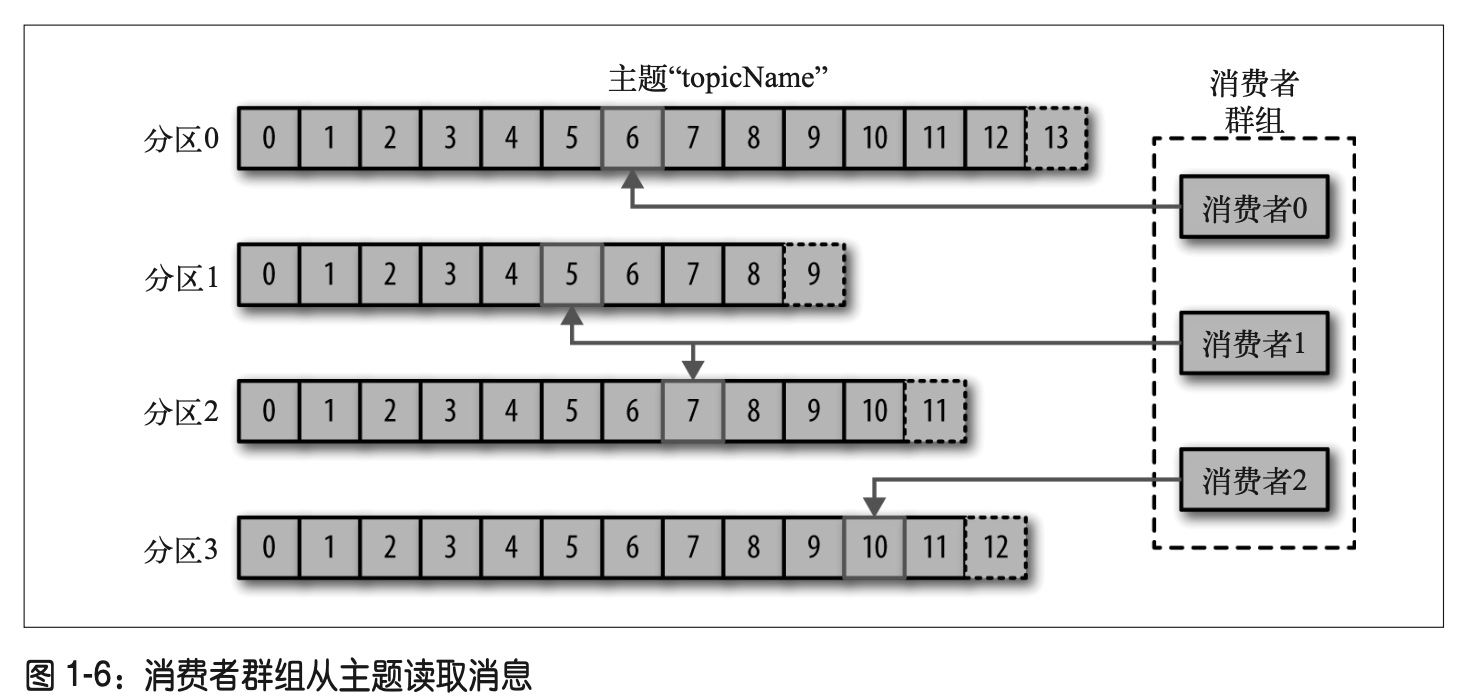 主题“topicName”
消费者
群组
分区0 0 1 2 3 4 5 6 7 8 9 10 11 12 13
消费者0
分区1 0 1 2 3 4 5 6 7 8 9
消费者1
分区2 0 1 2 3 4 5 6 7 8 9 10 11
消费者2
分区3 0 1 2 3 4 5 6 7 8 9 10 11 12
图 1-6：消费者群组从主题读取消息